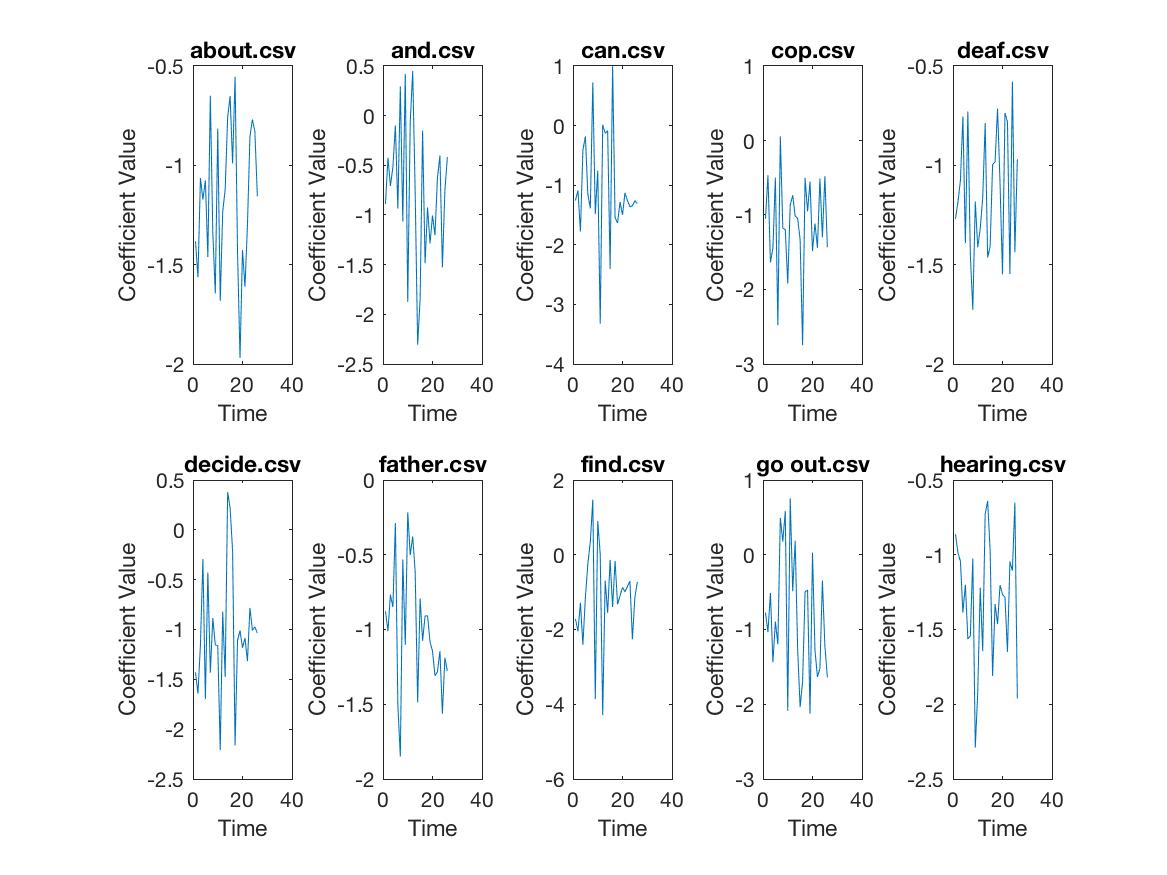 about.csv
-0.5
-1
-1.5
-2
0 20 40
Coefficient Value
Time
and.csv
0.5
0
-0.5
-1
-1.5
-2
-2.5
0 20 40
Coefficient Value
Time
can.csv
1
0
-1
-2
-3
-4
0 20 40
Coefficient Value
Time
cop.csv
1
0
-1
-2
-3
0 20 40
Coefficient Value
Time
deaf.csv
-0.5
-1
-1.5
-2
0 20 40
Coefficient Value
Time
decide.csv
0.5
0
-0.5
-1
-1.5
-2
-2.5
0 20 40
Coefficient Value
Time
father.csv
0
-0.5
-1
-1.5
-2
0 20 40
Coefficient Value
Time
find.csv
2
0
-2
-4
-6
0 20 40
Coefficient Value
Time
go out.csv
1
0
-1
-2
-3
0 20 40
Coefficient Value
Time
hearing.csv
-0.5
-1
-1.5
-2
-2.5
0 20 40
Coefficient Value
Time